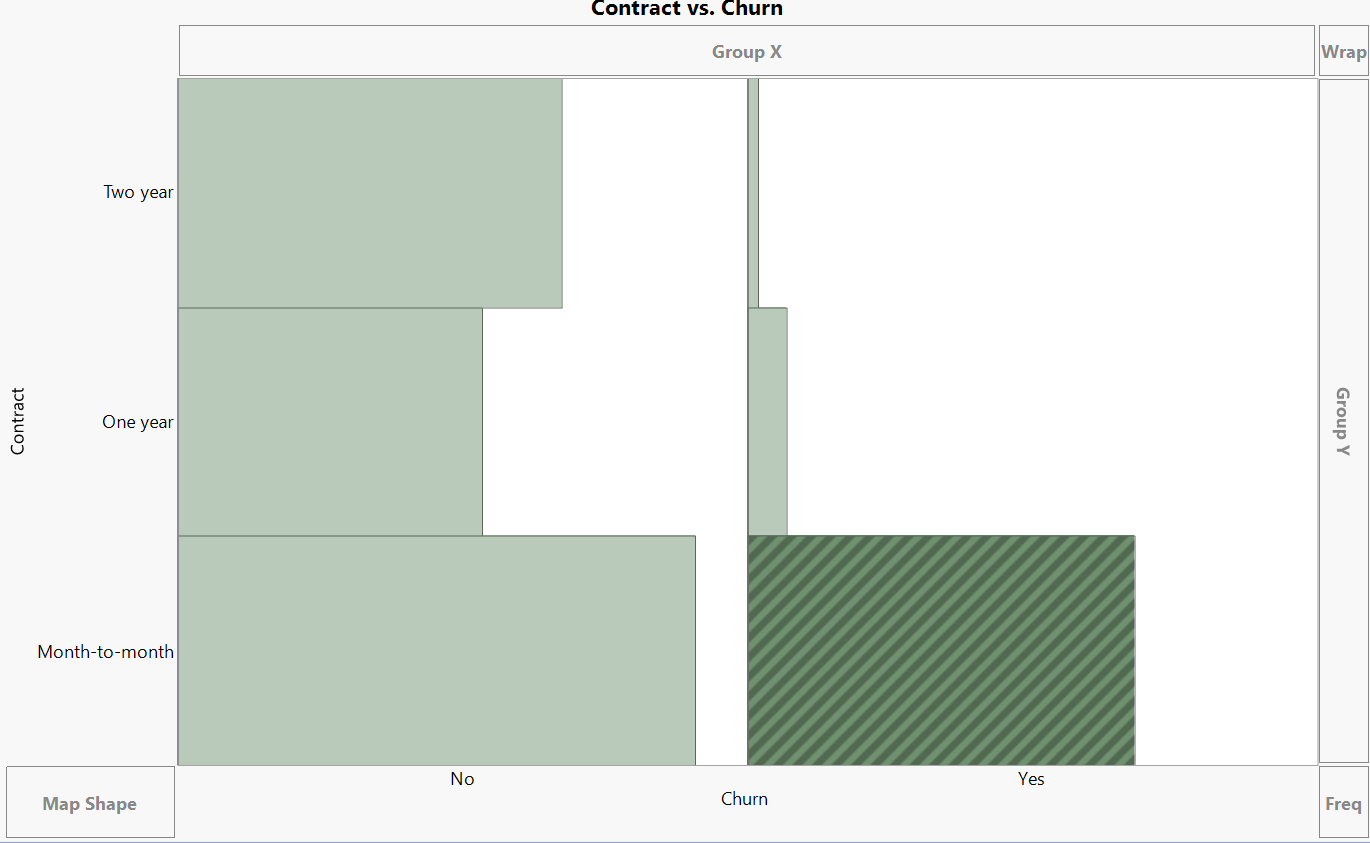 Contract vs. Churn
Group X
Wrap
Two year
One year
Month-to-month
Contract
Group Y
No
Yes
Churn
Map Shape
Freq